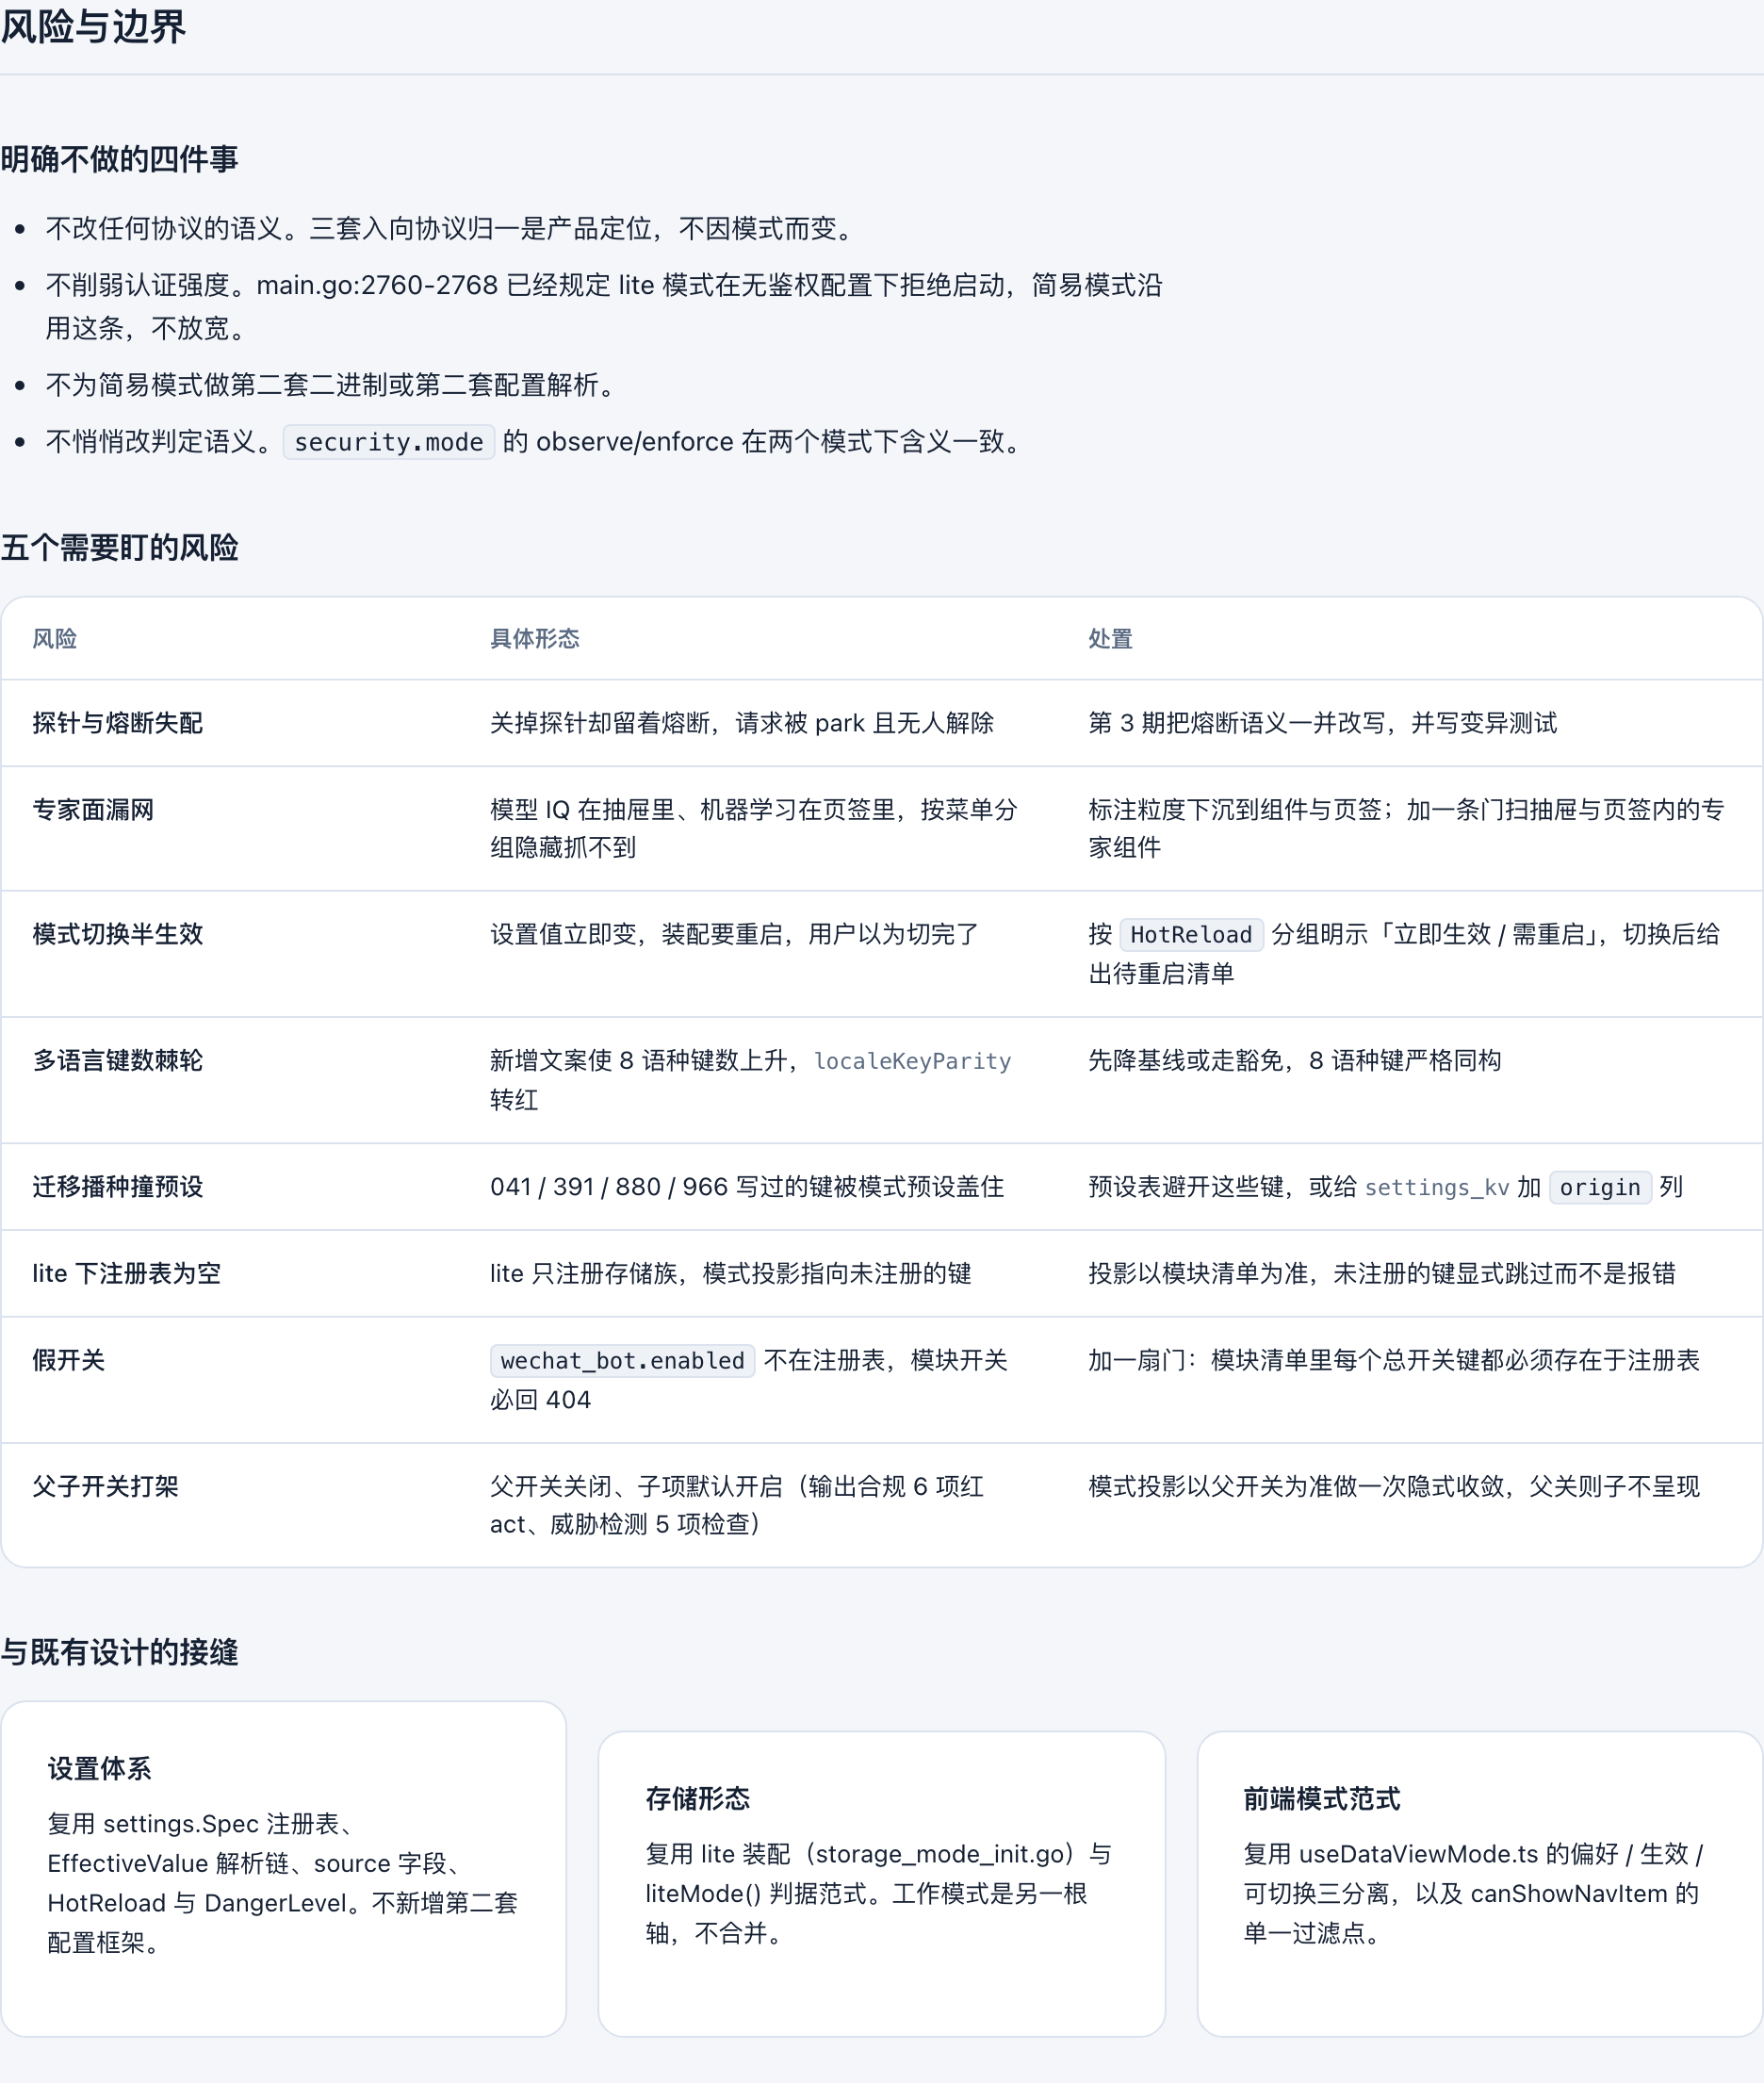 风险与边界
明确不做的四件事
不改任何协议的语义。三套入向协议归一是产品定位，不因模式而变。
不削弱认证强度。main.go:2760-2768 已经规定 lite 模式在无鉴权配置下拒绝启动，简易模式沿
用这条，不放宽。
不为简易模式做第二套二进制或第二套配置解析。
不悄悄改判定语义。security.mode 的 observe/enforce 在两个模式下含义一致。
五个需要盯的风险
风险 具体形态 处置
探针与熔断失配 关掉探针却留着熔断，请求被 park 且无人解除 第 3 期把熔断语义一并改写，并写变异测试
专家面漏网 模型 IQ 在抽屉里、机器学习在页签里，按菜单分 标注粒度下沉到组件与页签；加一条门扫抽屉与页签内的专
组隐藏抓不到 家组件
模式切换半生效 设置值立即变，装配要重启，用户以为切完了 按 HotReload 分组明示「立即生效 / 需重启」，切换后给
出待重启清单
多语言键数棘轮 新增文案使 8 语种键数上升，localeKeyParity 先降基线或走豁免，8 语种键严格同构
转红
迁移播种撞预设 041 / 391 / 880 / 966 写过的键被模式预设盖住 预设表避开这些键，或给 settings_kv 加 origin 列
lite 下注册表为空 lite 只注册存储族，模式投影指向未注册的键 投影以模块清单为准，未注册的键显式跳过而不是报错
假开关 wechat_bot.enabled 不在注册表，模块开关 加一扇门：模块清单里每个总开关键都必须存在于注册表
必回 404
父子开关打架 父开关关闭、子项默认开启（输出合规 6 项红 模式投影以父开关为准做一次隐式收敛，父关则子不呈现
act、威胁检测 5 项检查）
与既有设计的接缝
设置体系
复用 settings.Spec 注册表、
EffectiveValue 解析链、source 字段、
HotReload 与 DangerLevel。不新增第二套
配置框架。
存储形态
复用 lite 装配（storage_mode_init.go）与
liteMode() 判据范式。工作模式是另一根
轴，不合并。
前端模式范式
复用 useDataViewMode.ts 的偏好 / 生效 /
可切换三分离，以及 canShowNavItem 的
单一过滤点。